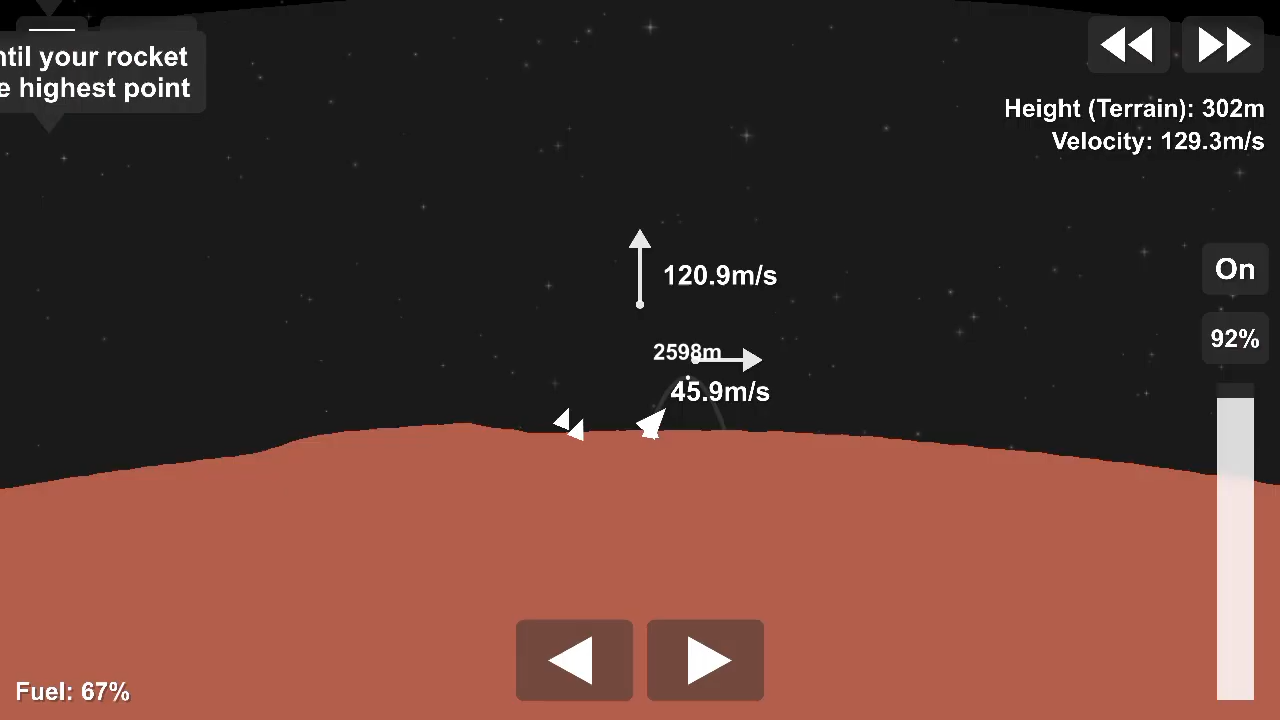 ntil your rocket
e highest point
Height (Terrain): 302m
Velocity: 129.3m/s
120.9m/s
On
92%
2598m
45.9m/s
Fuel: 67%